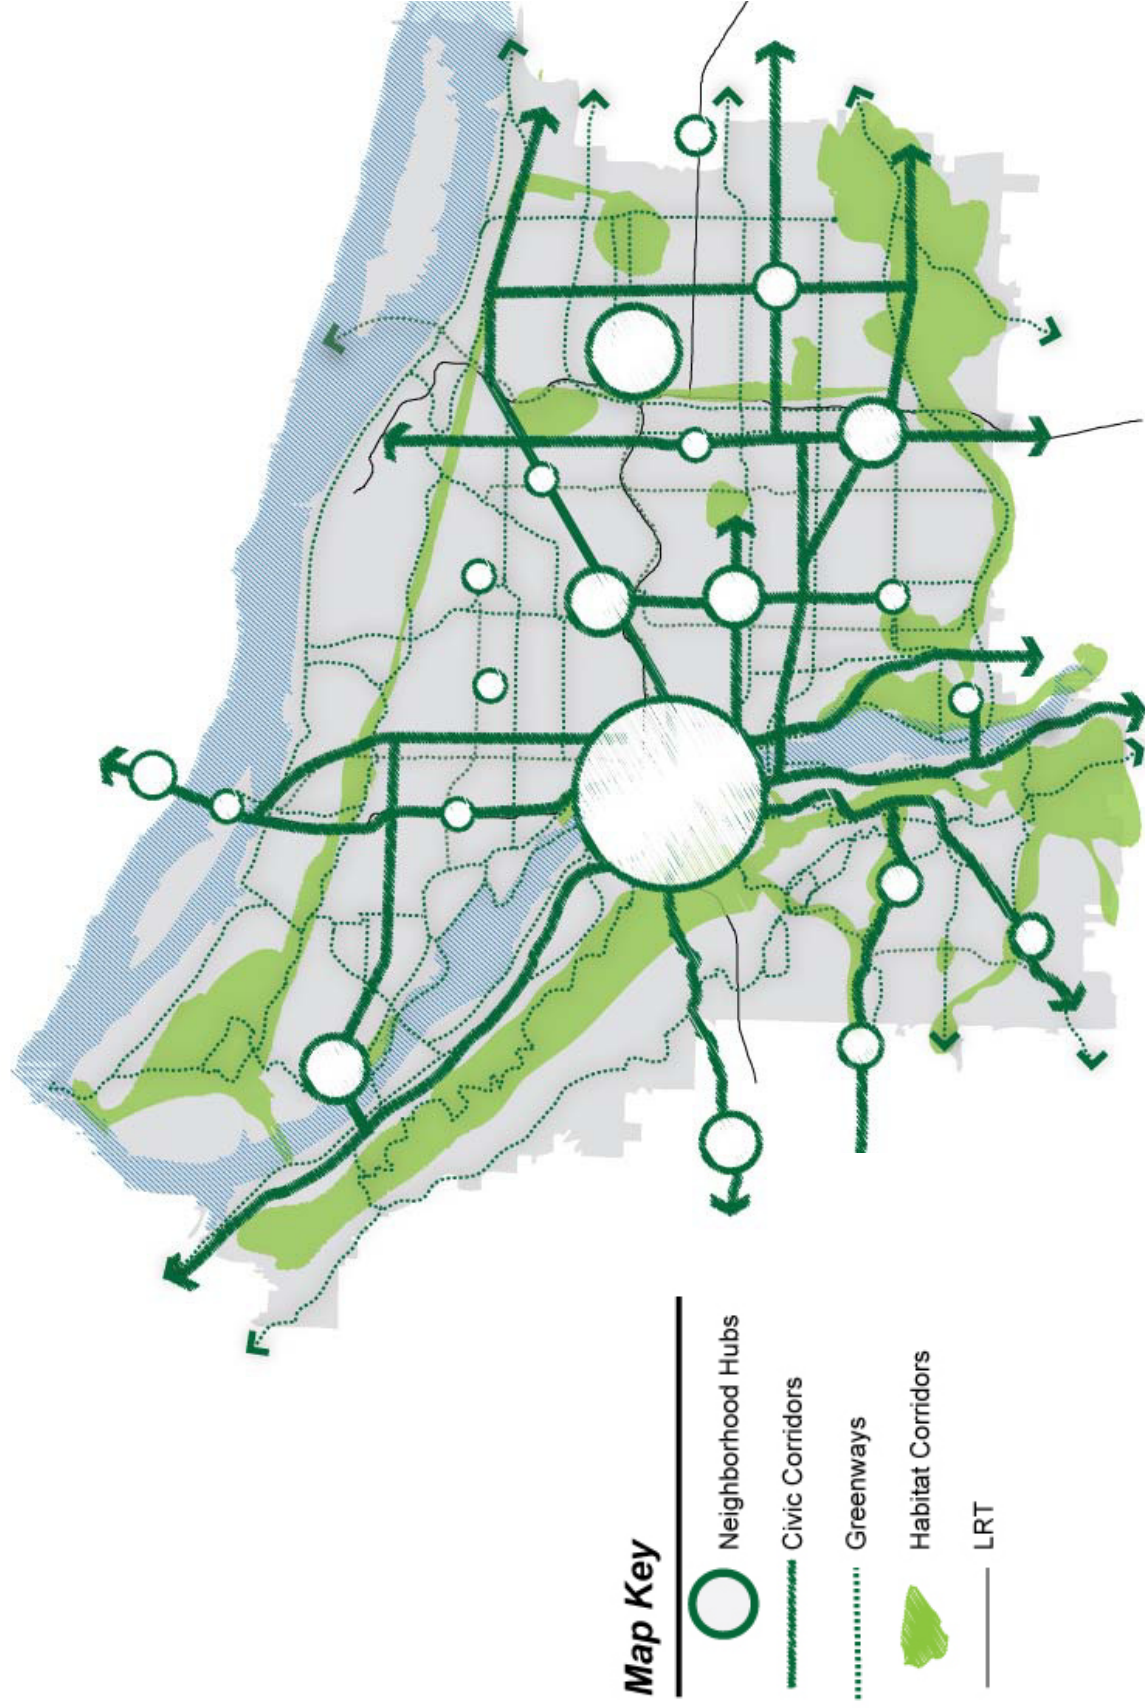 Map Key
Neighborhood Hubs
Civic Corridors
Greenways
Habitat Corridors
LRT